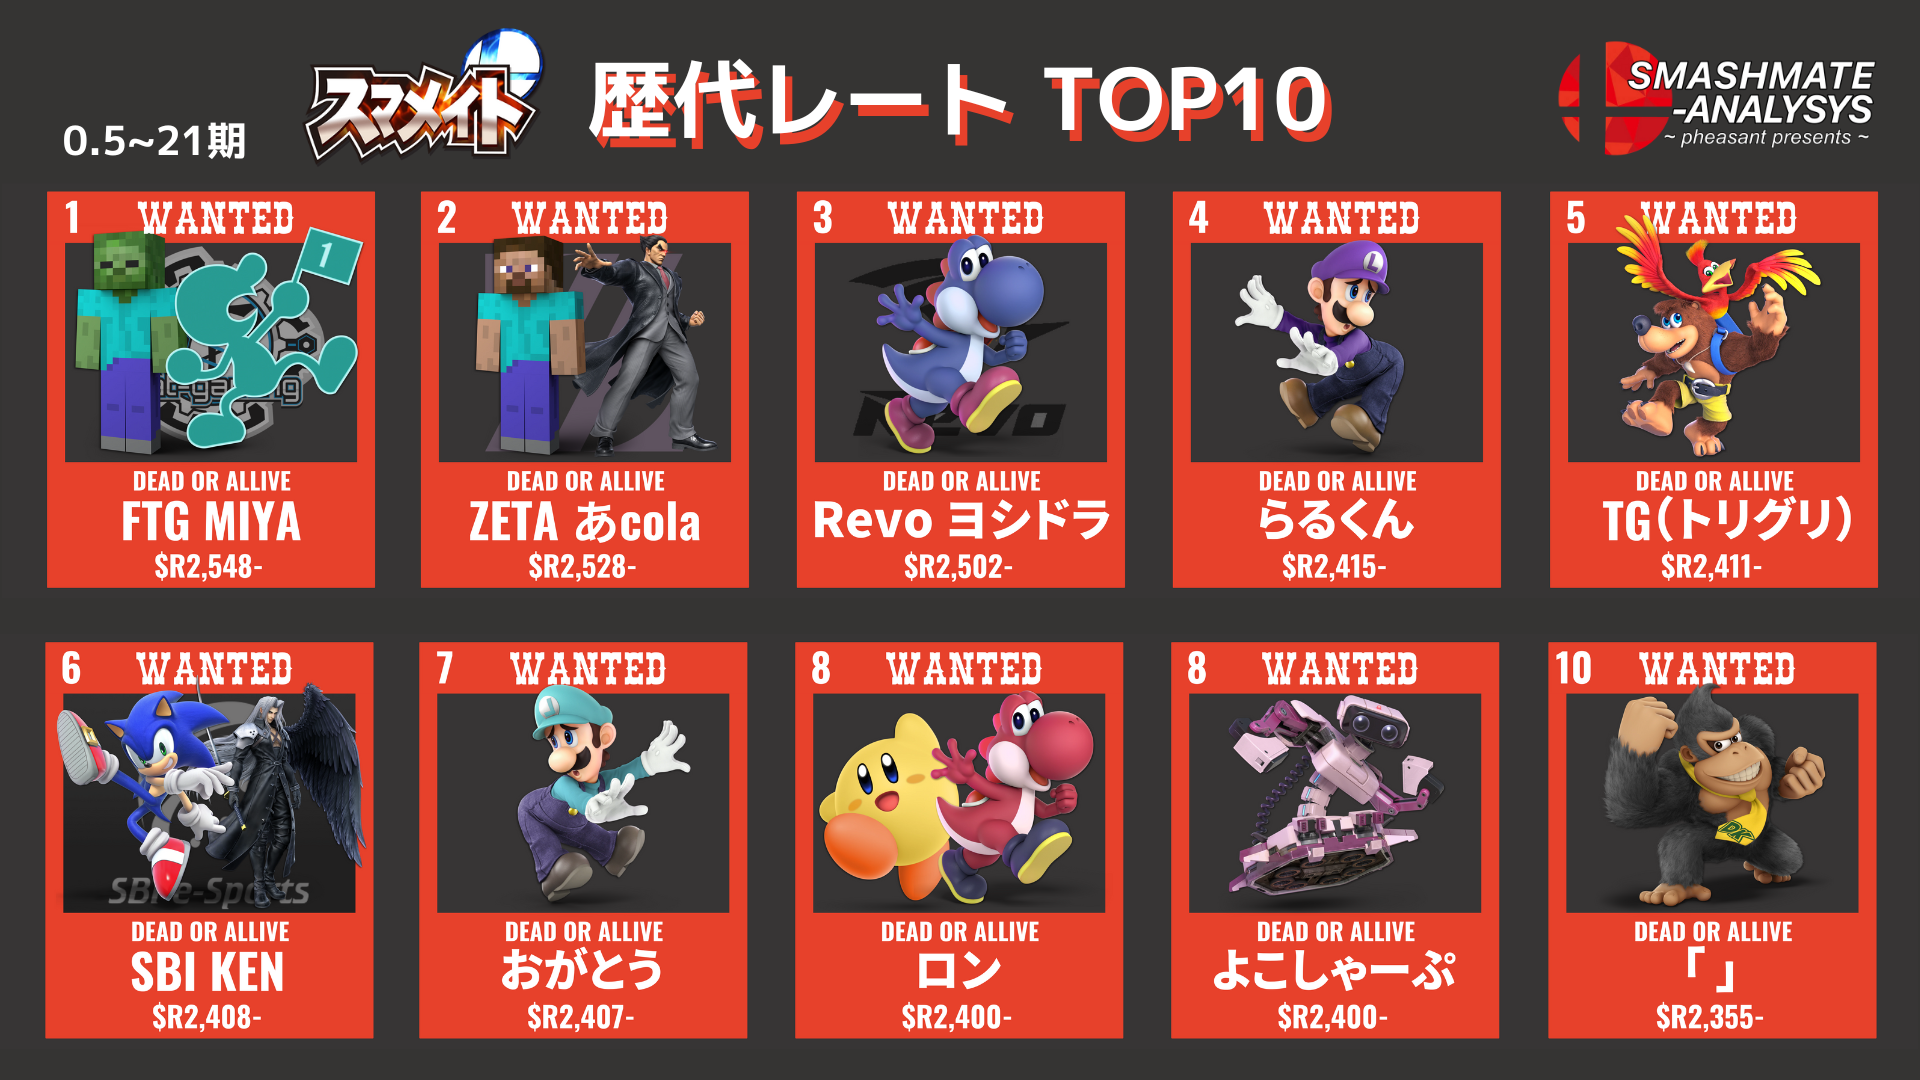 0.5~21期
スマメイト
歴代レート TOP10
SMASHMATE
-ANALYSYS
~ pheasant presents ~
1 WANTED
1
DEAD OR ALLIVE
FTG MIYA
$R2,548-
2 WANTED
DEAD OR ALLIVE
ZETA あcola
$R2,528-
3 WANTED
Revo
DEAD OR ALLIVE
Revo ヨシドラ
$R2,502-
4 WANTED
L
DEAD OR ALLIVE
らるくん
$R2,415-
5 WANTED
DEAD OR ALLIVE
TG(トリグリ)
$R2,411-
6 WANTED
SBI e-Sports
DEAD OR ALLIVE
SBI KEN
$R2,408-
7 WANTED
L
DEAD OR ALLIVE
おがとう
$R2,407-
8 WANTED
DEAD OR ALLIVE
ロン
$R2,400-
8 WANTED
DEAD OR ALLIVE
よこしゃーぷ
$R2,400-
10 WANTED
DK
DEAD OR ALLIVE
「 」
$R2,355-